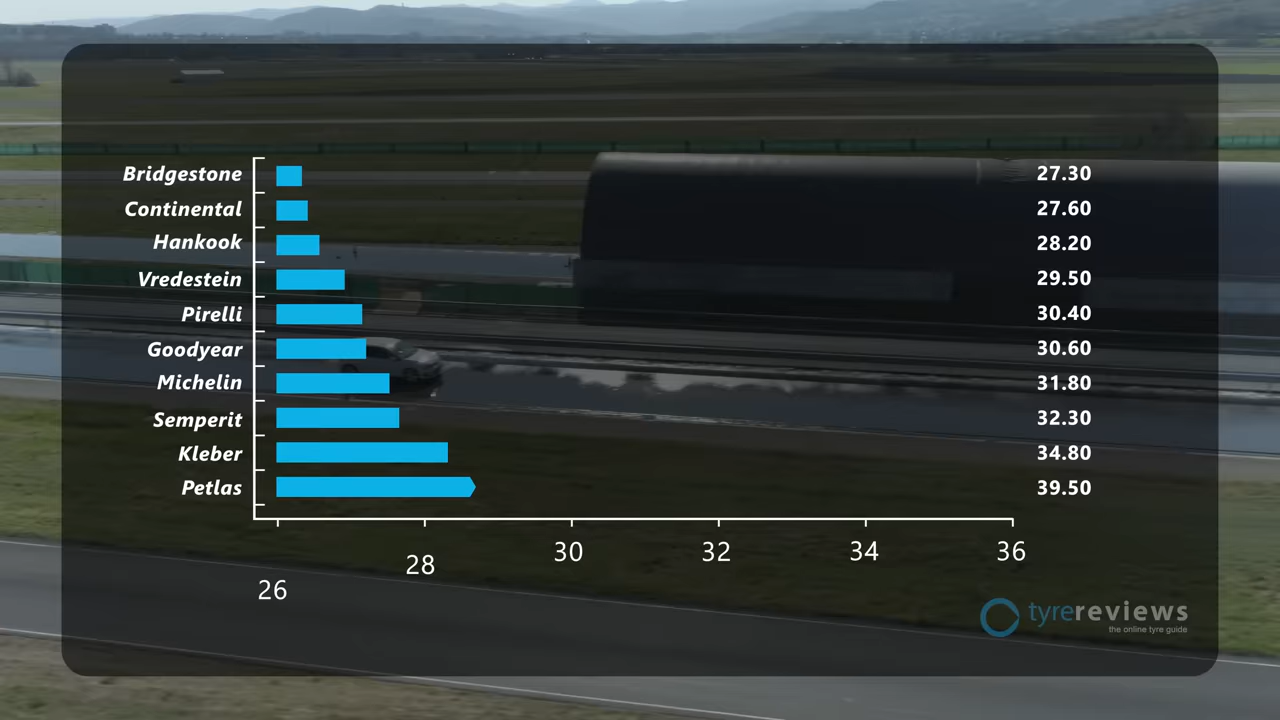 Bridgestone 27.30
Continental 27.60
Hankook 28.20
Vredestein 29.50
Pirelli 30.40
Goodyear 30.60
Michelin 31.80
Semperit 32.30
Kleber 34.80
Petlas 39.50
26 28 30 32 34 36
tyrereviews
the online tyre guide